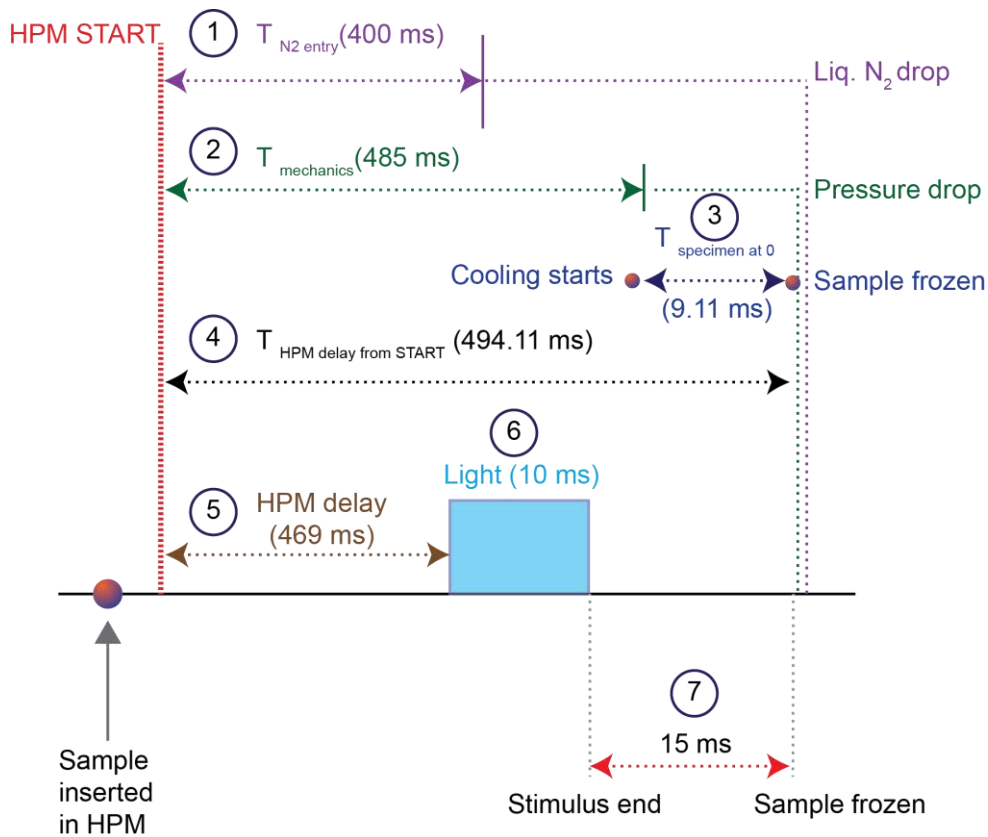 HPM START
1
T N2 entry (400 ms)
Liq. N2 drop
2
T mechanics (485 ms)
Pressure drop
3
T specimen at 0
Cooling starts
(9.11 ms)
Sample frozen
4
T HPM delay from START (494.11 ms)
6
Light (10 ms)
5
HPM delay
(469 ms)
7
15 ms
Sample
inserted
in HPM
Stimulus end
Sample frozen